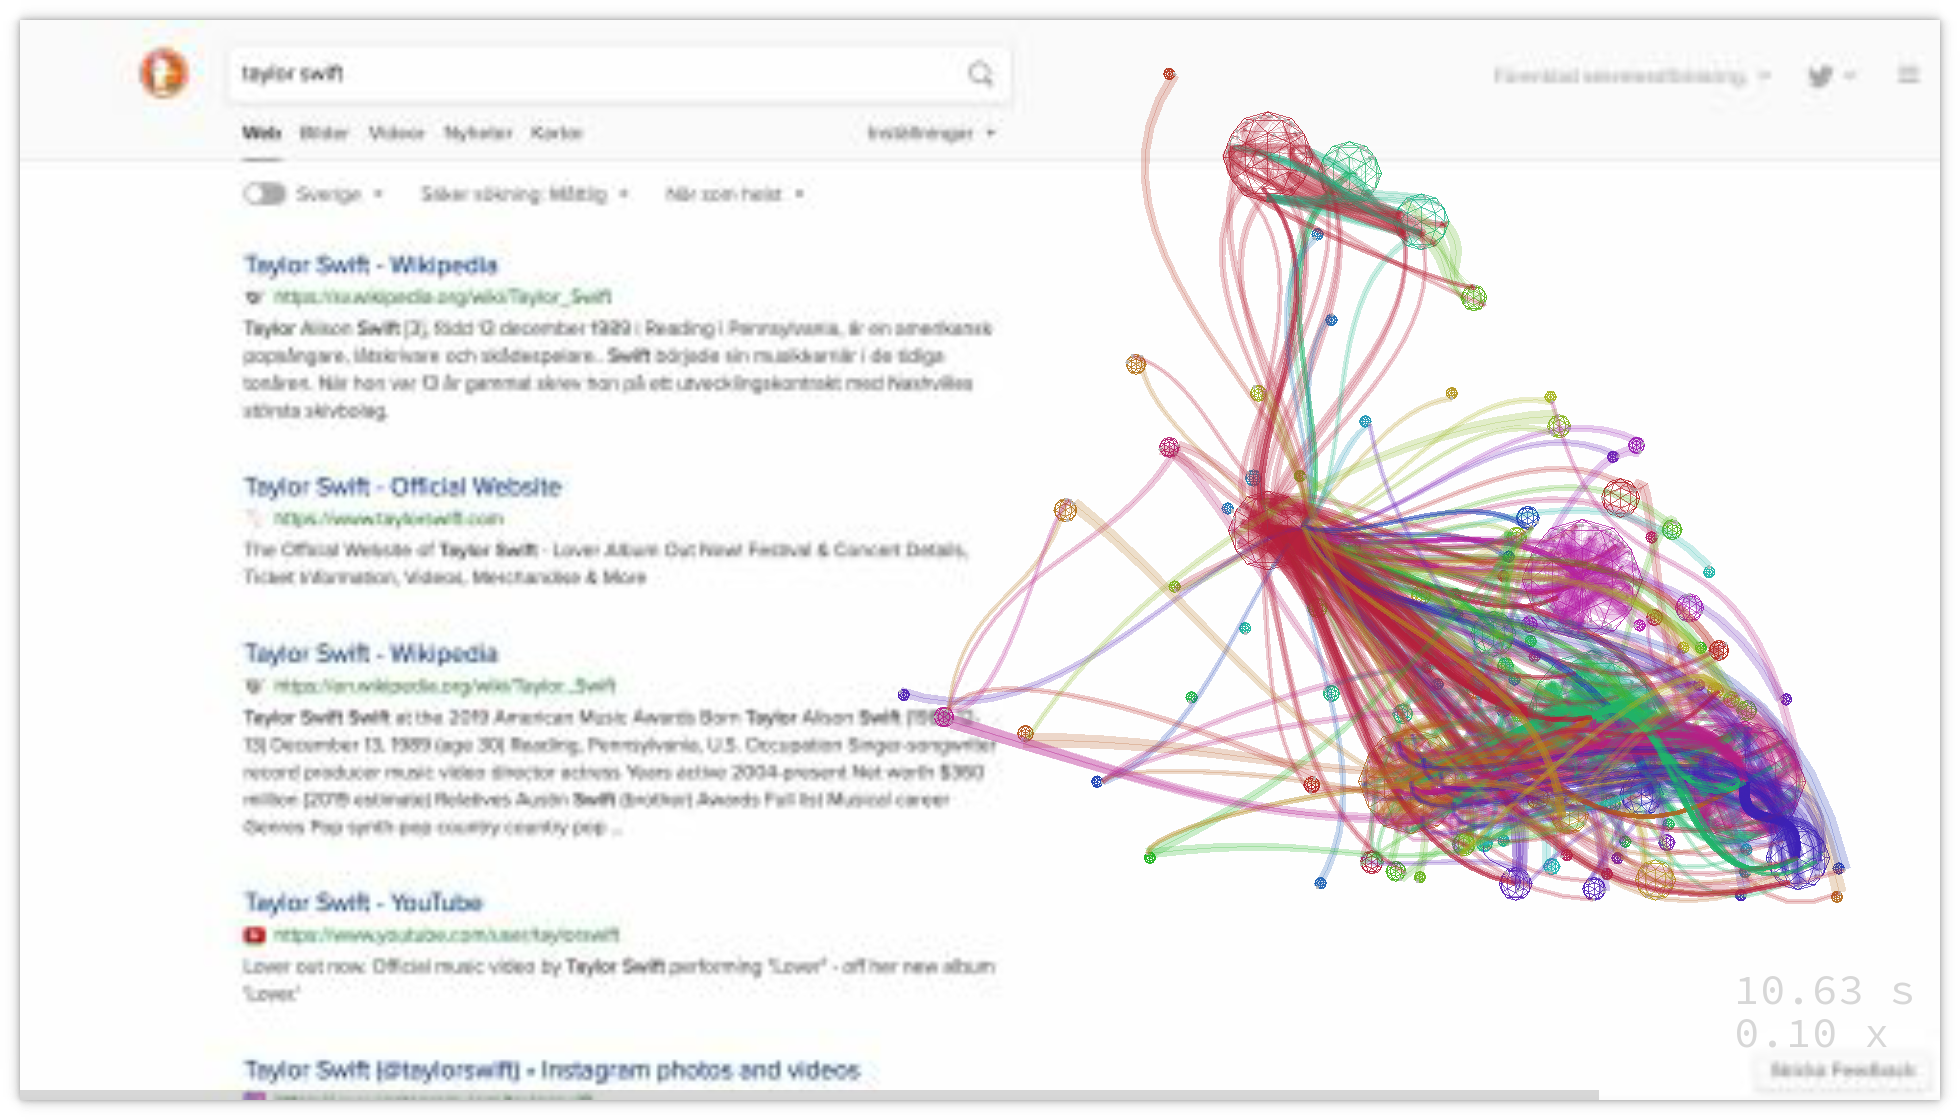 taylor swift
Web Bilder Videor Nyheter Kartor Inställningar
Sverige Säker sökning: Måttlig När som helst
Taylor Swift - Wikipedia
https://sv.wikipedia.org/wiki/Taylor_Swift
Taylor Alison Swift [3], född 13 december 1989 i Reading i Pennsylvania, är en amerikansk
popsångare, låtskrivare och skådespelare.. Swift började sin musikkarriär i de tidiga
tonåren. När hon var 13 år gammal skrev hon på ett utvecklingskontrakt med Nashvilles
största skivbolag.
Taylor Swift - Official Website
https://www.taylorswift.com
The Official Website of Taylor Swift - Lover Album Out Now! Festival & Concert Details,
Ticket Information, Videos, Merchandise & More
Taylor Swift - Wikipedia
https://en.wikipedia.org/wiki/Taylor_Swift
Taylor Swift Swift at the 2019 American Music Awards Born Taylor Alison Swift
13) December 13, 1989 (age 30) Reading, Pennsylvania, U.S. Occupation Singer-songwriter
record producer music video director actress Years active 2004-present Net worth $360
million (2019 estimate) Relatives Austin Swift (brother) Awards Full list Musical career
Genres Pop synth-pop country country pop ...
Taylor Swift - YouTube
https://www.youtube.com/user/taylorswift
Lover out now. Official music video by Taylor Swift performing "Lover" - off her new album
'Lover.'
Taylor Swift (@taylorswift) • Instagram photos and videos
10.63 s
0.10 x
Skicka Feedback